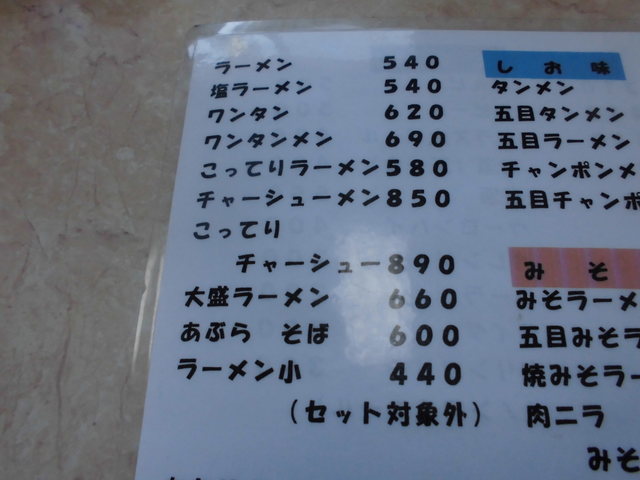 ラーメン 540
塩ラーメン 540
ワンタン 620
ワンタンメン 690
こってりラーメン 580
チャーシューメン 850
こってり
チャーシュー 890
大盛ラーメン 660
あぶら そば 600
ラーメン小 440
(セット対象外)
しお味
タンメン
五目タンメン
五目ラーメン
チャンポンメ
五目チャンポ
みそ
みそラーメ
五目みそラ
焼みそラー
肉ニラ
みそ